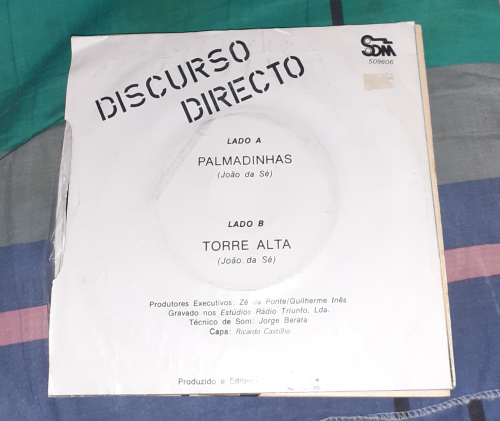 DISCURSO
DIRECTO
SDM
509606
LADO A
PALMADINHAS
(João da Sé)
LADO B
TORRE ALTA
(João da Sé)
Produtores Executivos: Zé da Ponte/Guilherme Inês
Gravado nos Estúdios Rádio Triunfo, Lda.
Técnico de Som: Jorge Barata
Capa: Ricardo Castilho
Produzido e